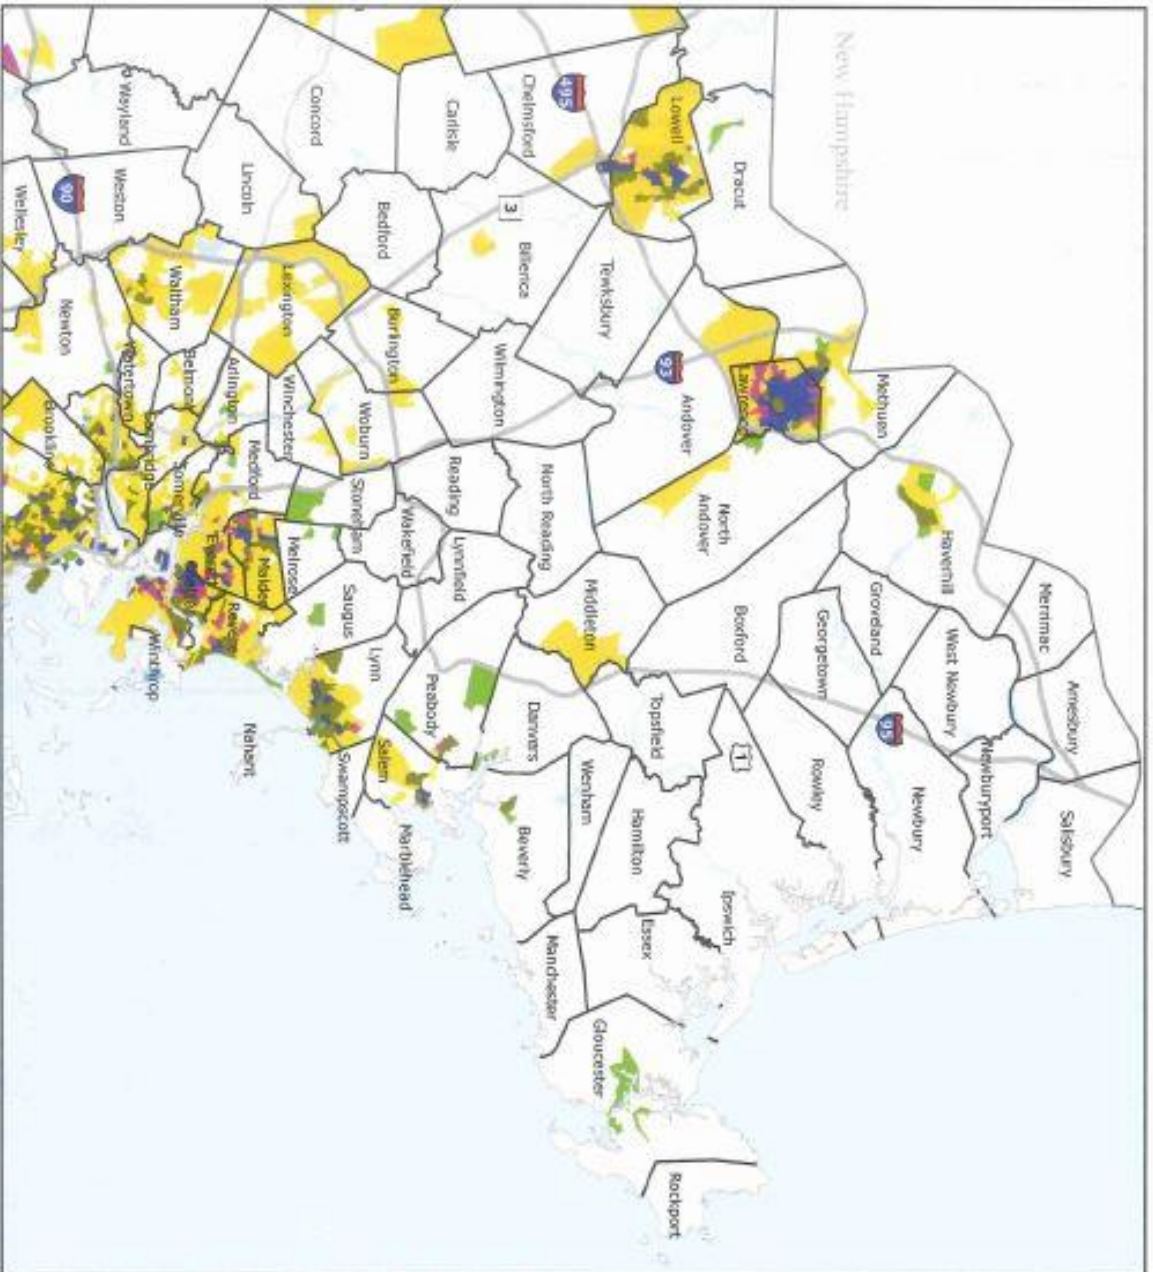 New Hampshire
Salisbury
Amesbury
Merrimac
Newburyport
West Newbury
Haverhill
Newbury
Groveland
Methuen
Georgetown
Rowley
95
1
Boxford
Ipswich
Dracut
North
Andover
Lawrence
Andover
93
Lowell
Topsfield
Hamilton
Essex
Rockport
Tewksbury
Middleton
Wenham
Gloucester
495
Chelmsford
Billerica
3
Wilmington
North Reading
Danvers
Beverly
Manchester
Carlisle
Bedford
Burlington
Reading
Lynnfield
Peabody
Marblehead
Wakefield
Woburn
Stoneham
Lynn
Salem
Swampscott
Concord
Lexington
Winchester
Melrose
Saugus
Lincoln
Arlington
Medford
Malden
Everett
Revere
Nahant
Winthrop
Wayland
Weston
Waltham
Belmont
Watertown
Cambridge
Somerville
90
Wellesley
Newton
Brookline